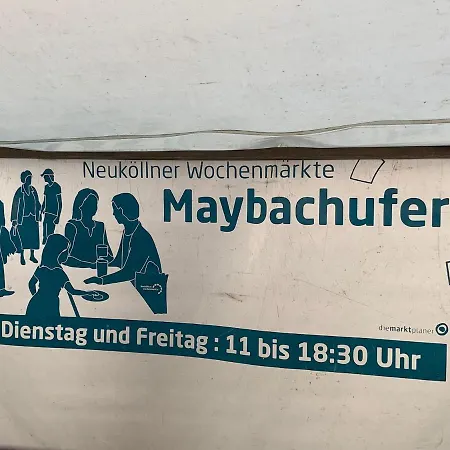 Neuköllner Wochenmärkte
Maybachufer
diemarktplaner
Dienstag und Freitag : 11 bis 18:30 Uhr